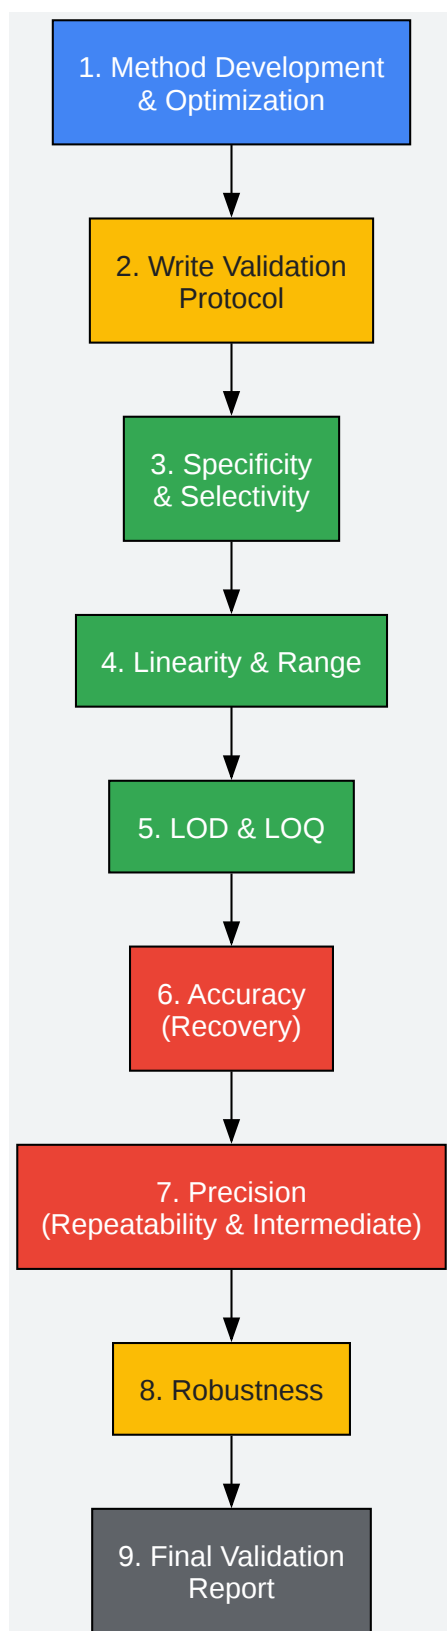 1. Method Development
& Optimization
2. Write Validation
Protocol
3. Specificity
& Selectivity
4. Linearity & Range
5. LOD & LOQ
6. Accuracy
(Recovery)
7. Precision
(Repeatability & Intermediate)
8. Robustness
9. Final Validation
Report